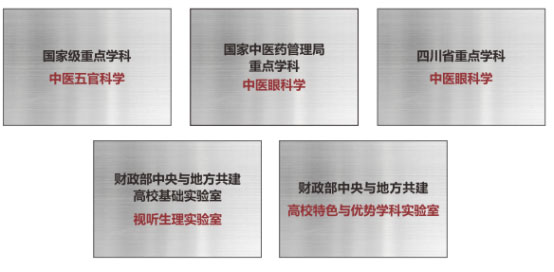 国家级重点学科
中医五官科学
国家中医药管理局
重点学科
中医眼科学
四川省重点学科
中医眼科学
财政部中央与地方共建
高校基础实验室
视听生理实验室
财政部中央与地方共建
高校特色与优势学科实验室